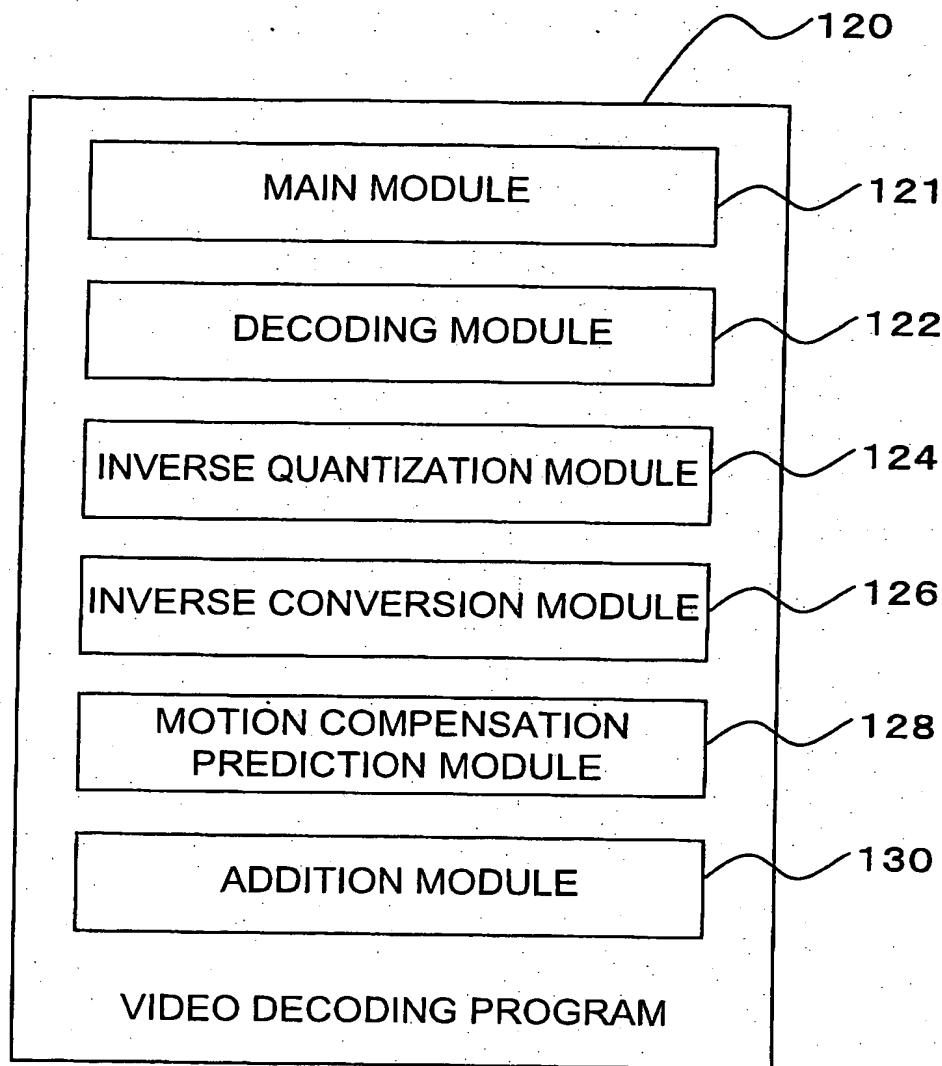 120
MAIN MODULE
121
DECODING MODULE
122
INVERSE QUANTIZATION MODULE
124
INVERSE CONVERSION MODULE
126
MOTION COMPENSATION
PREDICTION MODULE
128
ADDITION MODULE
130
VIDEO DECODING PROGRAM